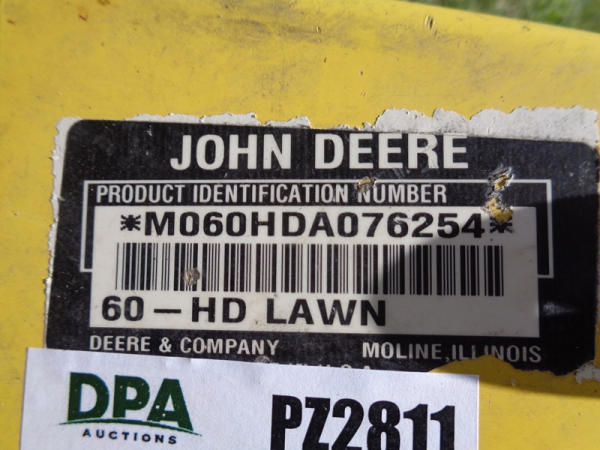 JOHN DEERE
PRODUCT IDENTIFICATION NUMBER
*M060HDA076254*
60-HD LAWN
DEERE & COMPANY MOLINE, ILLINOIS
DPA
AUCTIONS
PZ2811